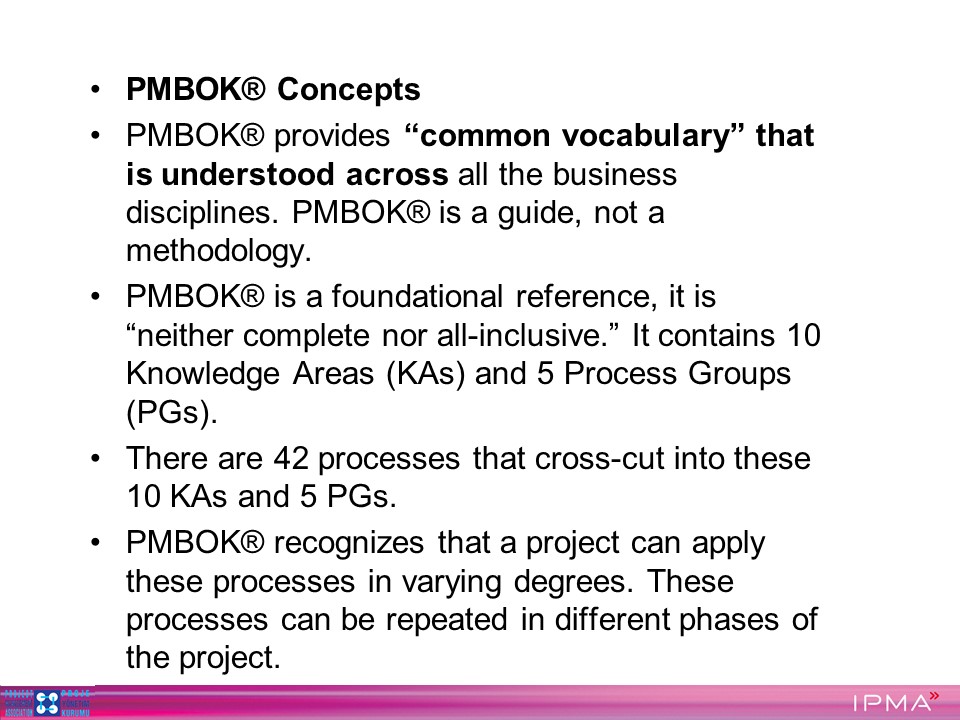 • PMBOK® Concepts
• PMBOK® provides “common vocabulary” that
is understood across all the business
disciplines. PMBOK® is a guide, not a
methodology.
• PMBOK® is a foundational reference, it is
“neither complete nor all-inclusive.” It contains 10
Knowledge Areas (KAs) and 5 Process Groups
(PGs).
• There are 42 processes that cross-cut into these
10 KAs and 5 PGs.
• PMBOK® recognizes that a project can apply
these processes in varying degrees. These
processes can be repeated in different phases of
the project.
IPMA